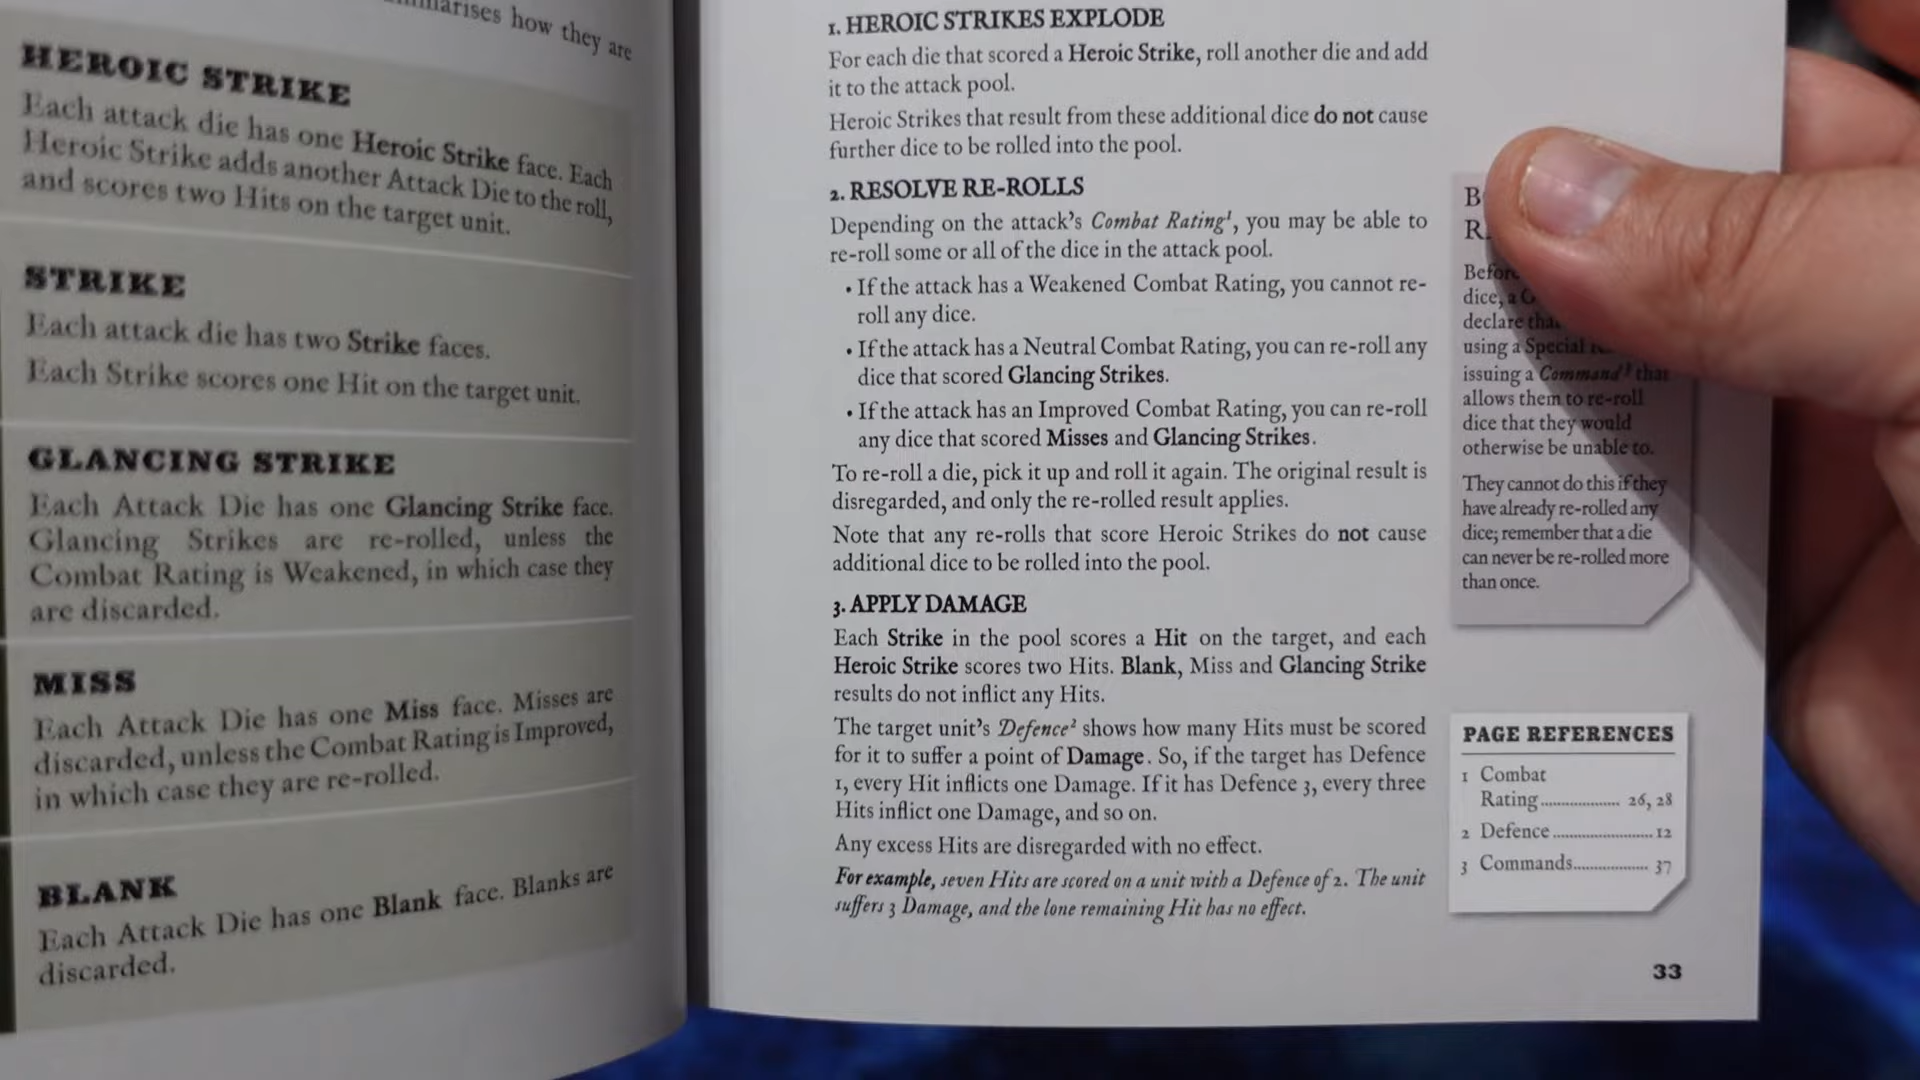 how they are
HEROIC STRIKE
Each attack die has one Heroic Strike face. Each
Heroic Strike adds another Attack Die to the roll,
and scores two Hits on the target unit.
STRIKE
Each attack die has two Strike faces.
Each Strike scores one Hit on the target unit.
GLANCING STRIKE
Each Attack Die has one Glancing Strike face.
Glancing Strikes are re-rolled, unless the
Combat Rating is Weakened, in which case they
are discarded.
MISS
Each Attack Die has one Miss face. Misses are
discarded, unless the Combat Rating is Improved,
in which case they are re-rolled.
BLANK
Each Attack Die has one Blank face. Blanks are
discarded.
1. HEROIC STRIKES EXPLODE
For each die that scored a Heroic Strike, roll another die and add
it to the attack pool.
Heroic Strikes that result from these additional dice do not cause
further dice to be rolled into the pool.
2. RESOLVE RE-ROLLS
Depending on the attack's Combat Rating¹, you may be able to
re-roll some or all of the dice in the attack pool.
• If the attack has a Weakened Combat Rating, you cannot re-
roll any dice.
• If the attack has a Neutral Combat Rating, you can re-roll any
dice that scored Glancing Strikes.
• If the attack has an Improved Combat Rating, you can re-roll
any dice that scored Misses and Glancing Strikes.
To re-roll a die, pick it up and roll it again. The original result is
disregarded, and only the re-rolled result applies.
Note that any re-rolls that score Heroic Strikes do not cause
additional dice to be rolled into the pool.
3. APPLY DAMAGE
Each Strike in the pool scores a Hit on the target, and each
Heroic Strike scores two Hits. Blank, Miss and Glancing Strike
results do not inflict any Hits.
The target unit's Defence² shows how many Hits must be scored
for it to suffer a point of Damage. So, if the target has Defence
1, every Hit inflicts one Damage. If it has Defence 3, every three
Hits inflict one Damage, and so on.
Any excess Hits are disregarded with no effect.
For example, seven Hits are scored on a unit with a Defence of 2. The unit
suffers 3 Damage, and the lone remaining Hit has no effect.
dice, a
declare
using a Special
issuing a Command³ that
allows them to re-roll
dice that they would
otherwise be unable to.
They cannot do this if they
have already re-rolled any
dice; remember that a die
can never be re-rolled more
than once.
PAGE REFERENCES
1 Combat
Rating................... 26, 28
2 Defence........................12
3 Commands.................. 37
33